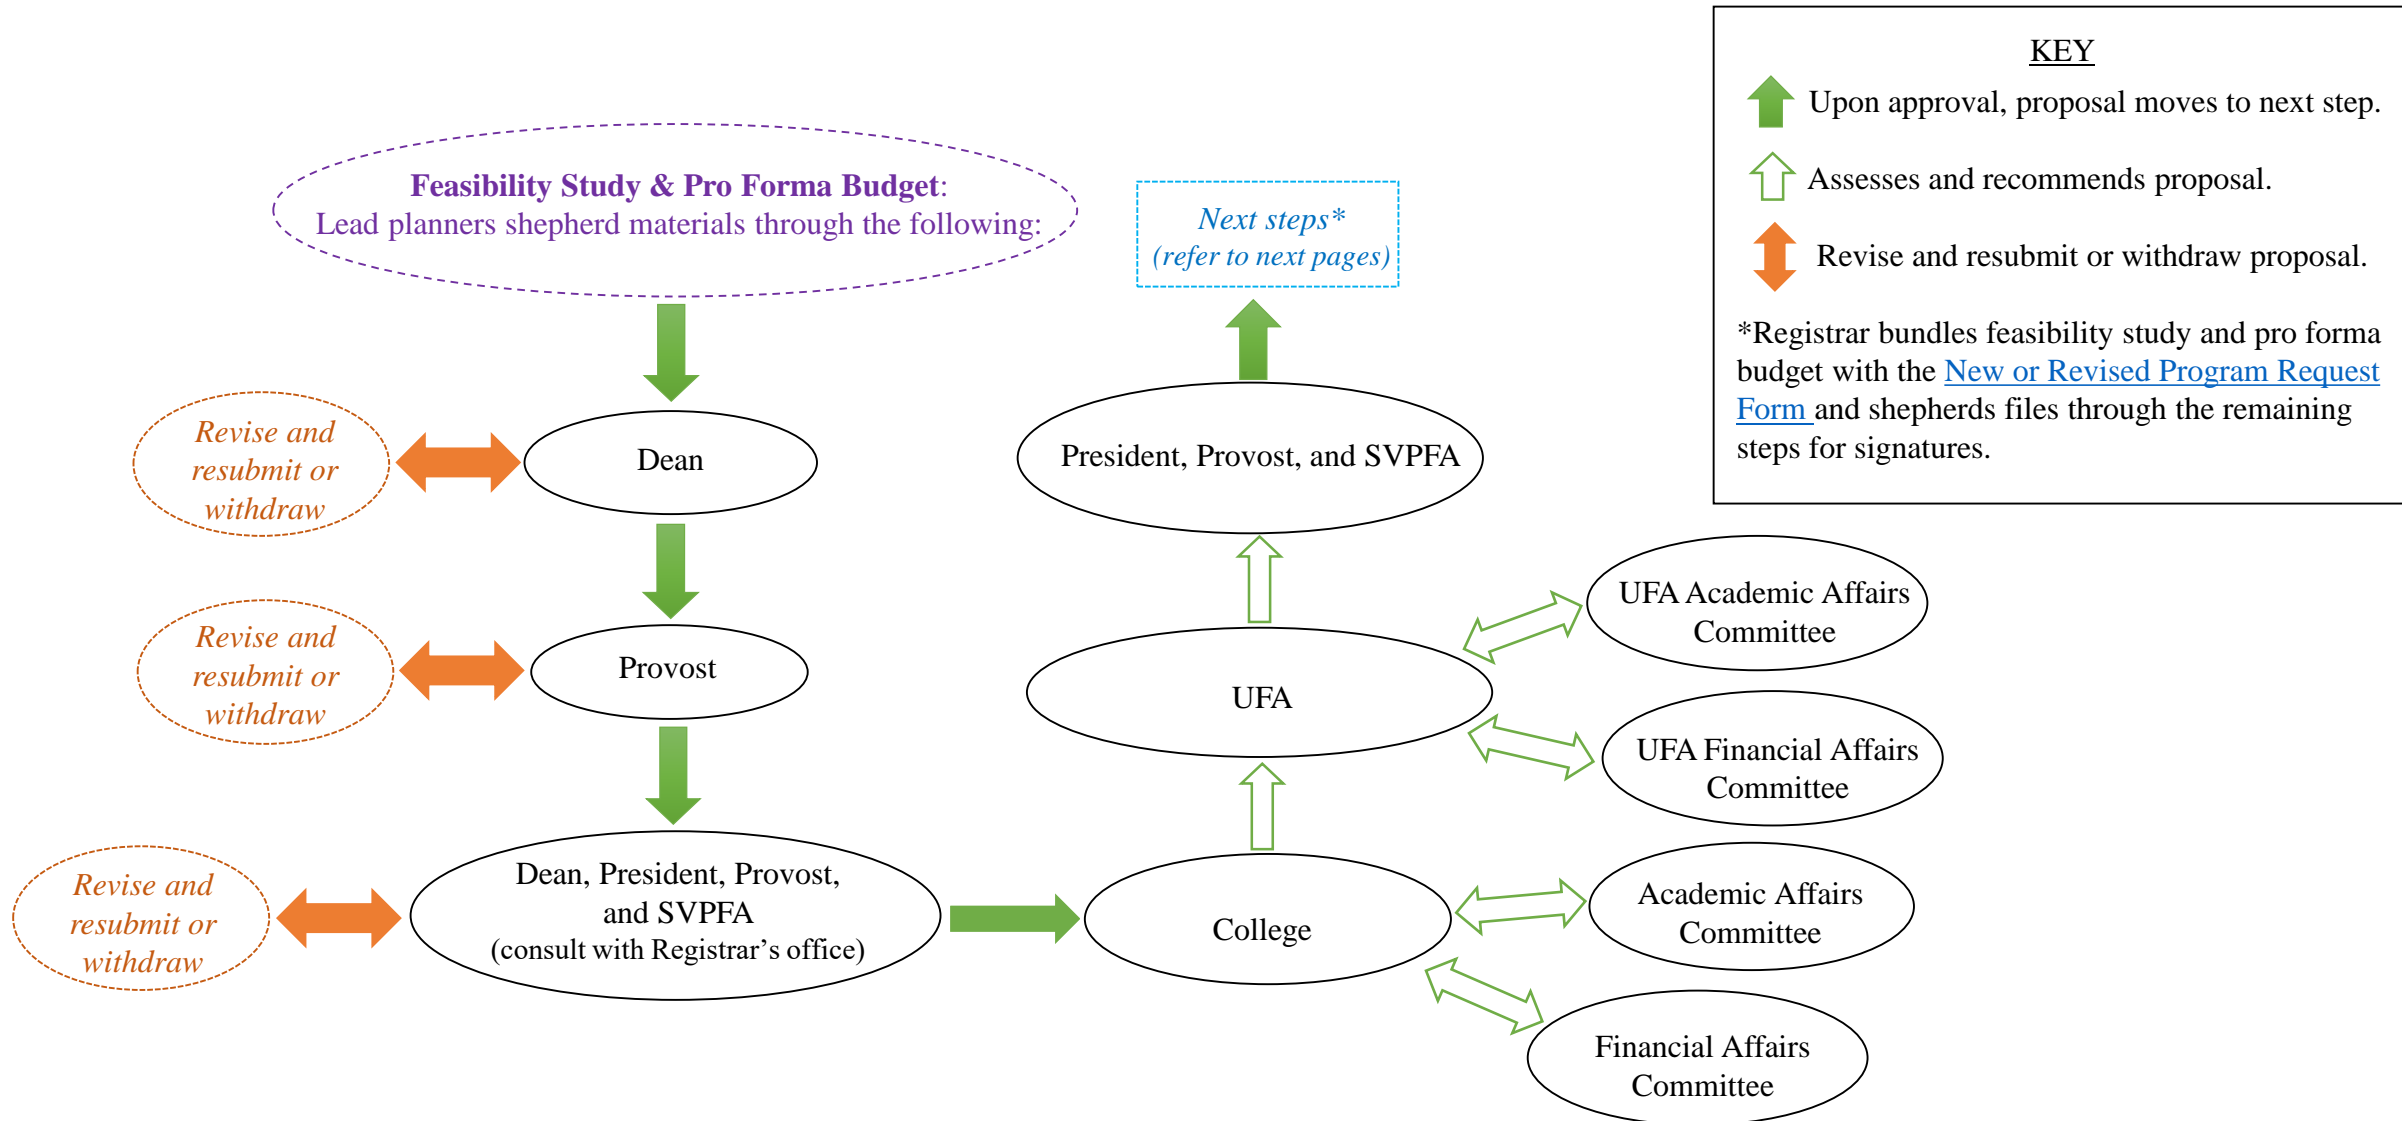 Feasibility Study & Pro Forma Budget:
Lead planners shepherd materials through the following:
Revise and
resubmit or
withdraw
Dean
Revise and
resubmit or
withdraw
Provost
Revise and
resubmit or
withdraw
Dean, President, Provost,
and SVPFA
(consult with Registrar’s office)
Next steps*
(refer to next pages)
President, Provost, and SVPFA
UFA
College
UFA Academic Affairs
Committee
UFA Financial Affairs
Committee
Academic Affairs
Committee
Financial Affairs
Committee
KEY
Upon approval, proposal moves to next step.
Assesses and recommends proposal.
Revise and resubmit or withdraw proposal.
*Registrar bundles feasibility study and pro forma
budget with the New or Revised Program Request
Form and shepherds files through the remaining
steps for signatures.